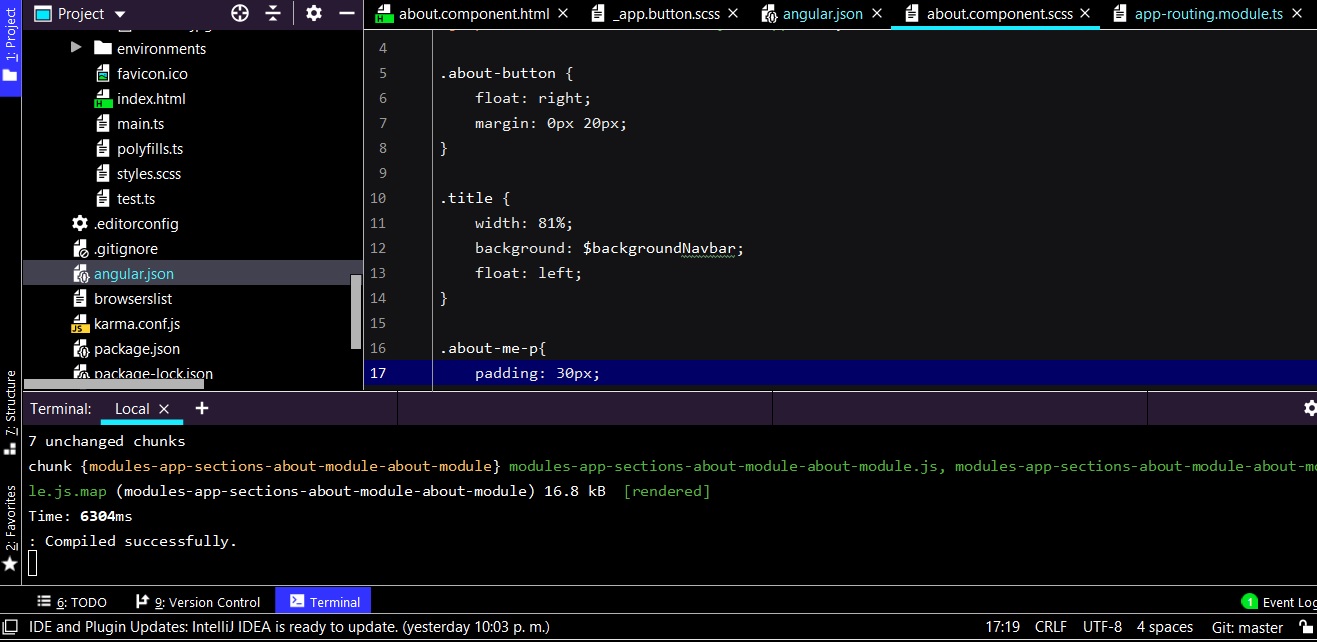 1: Project
Project
about.component.html
_app.button.scss
angular.json
about.component.scss
app-routing.module.ts
environments
favicon.ico
index.html
main.ts
polyfills.ts
styles.scss
test.ts
.editorconfig
.gitignore
angular.json
browserslist
karma.conf.js
package.json
package-lock.json
4
5 .about-button {
6 float: right;
7 margin: 0px 20px;
8 }
9
10 .title {
11 width: 81%;
12 background: $backgroundNavbar;
13 float: left;
14 }
15
16 .about-me-p{
17 padding: 30px;
7: Structure
2: Favorites
Terminal: Local +
7 unchanged chunks
chunk {modules-app-sections-about-module-about-module} modules-app-sections-about-module-about-module.js, modules-app-sections-about-module-about-mo
le.js.map (modules-app-sections-about-module-about-module) 16.8 kB [rendered]
Time: 6304ms
: Compiled successfully.
6: TODO
9: Version Control
Terminal
1 Event Log
IDE and Plugin Updates: IntelliJ IDEA is ready to update. (yesterday 10:03 p. m.)
17:19 CRLF UTF-8 4 spaces Git: master